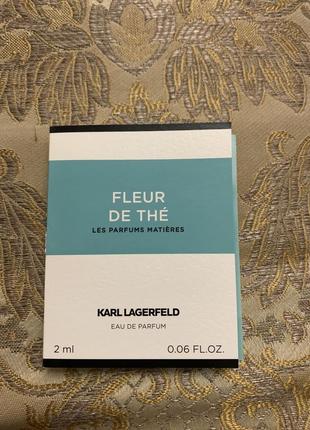 FLEUR
DE THÉ
LES PARFUMS MATIÈRES
KARL LAGERFELD
EAU DE PARFUM
2 ml 0.06 FL.OZ.